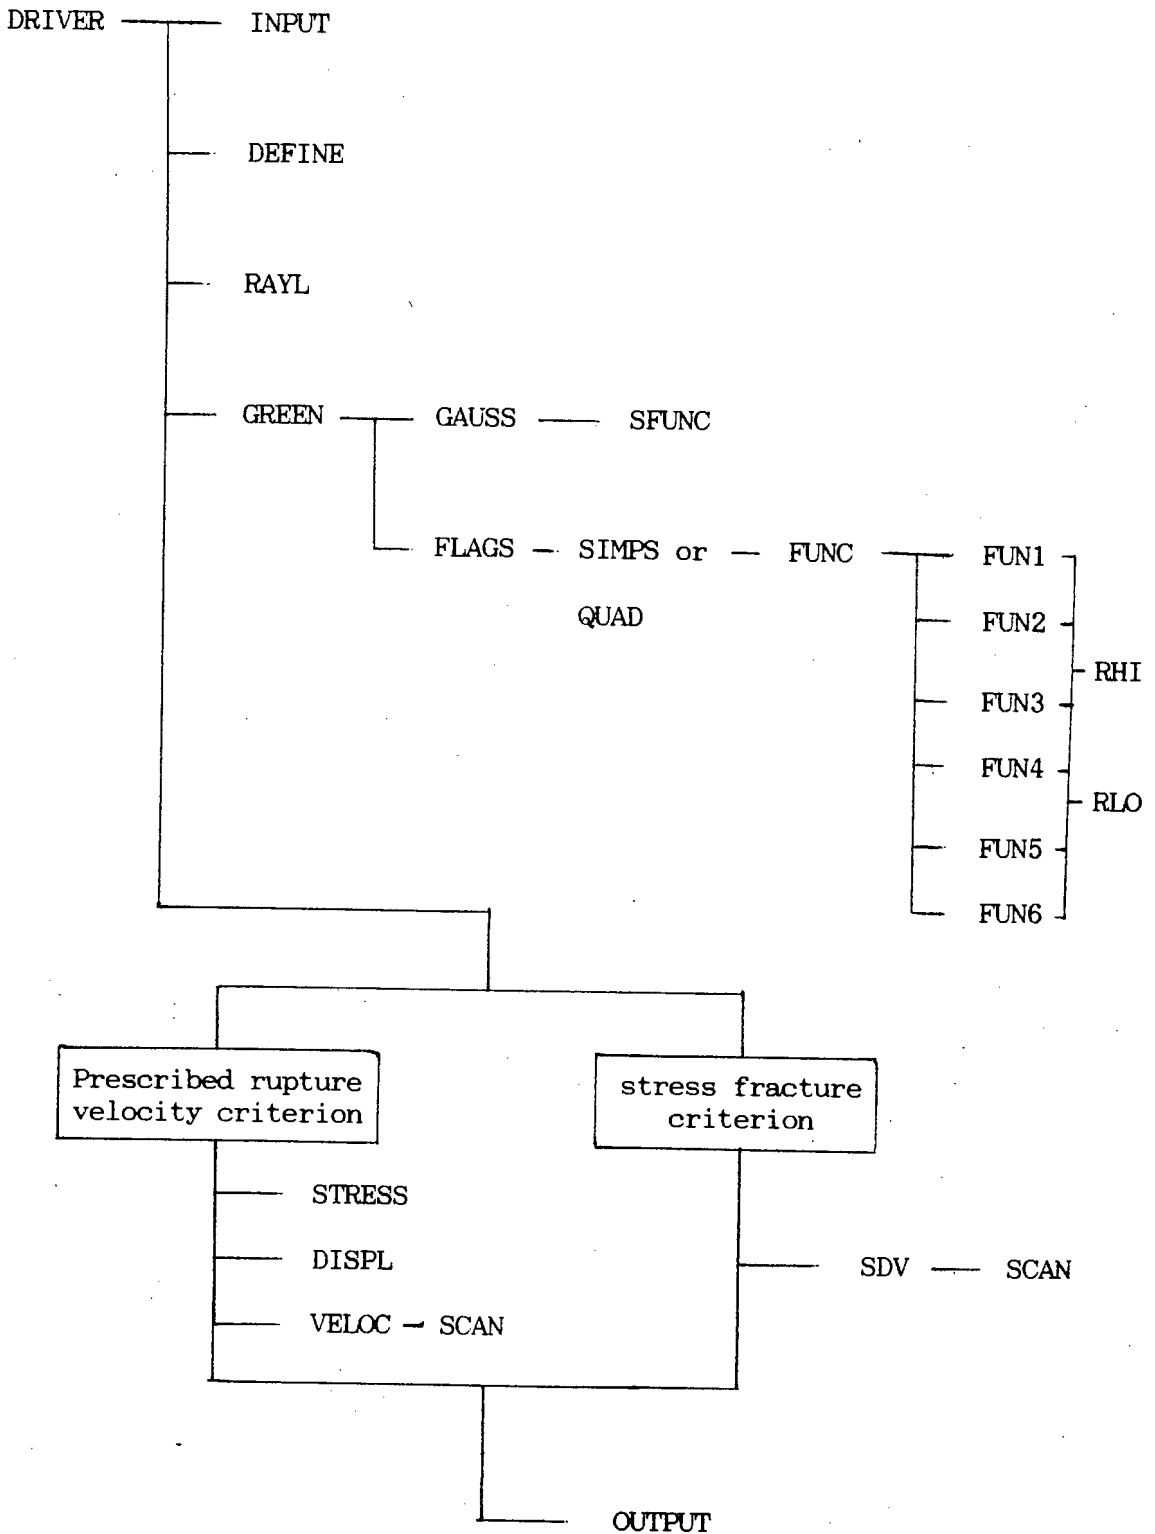 DRIVER INPUT
DEFINE
RAYL
GREEN GAUSS SFUNC
FLAGS SIMPS or FUNC FUN1
QUAD FUN2
RHI
FUN3
FUN4
RLO
FUN5
FUN6
Prescribed rupture
velocity criterion
stress fracture
criterion
STRESS
DISPL
SDV SCAN
VELOC SCAN
OUTPUT